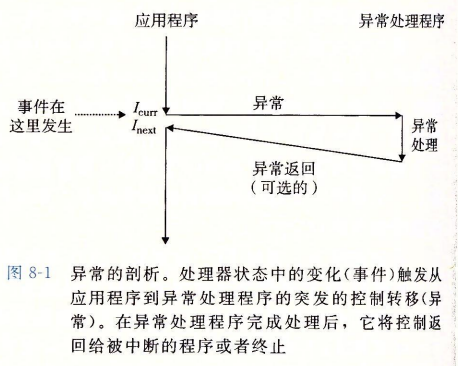 应用程序
异常处理程序
事件在
这里发生
Icurr
Inext
异常
异常
处理
异常返回
(可选的)
图 8-1 异常的剖析。处理器状态中的变化(事件)触发从
应用程序到异常处理程序的突发的控制转移(异
常)。在异常处理程序完成处理后，它将控制返
回给被中断的程序或者终止